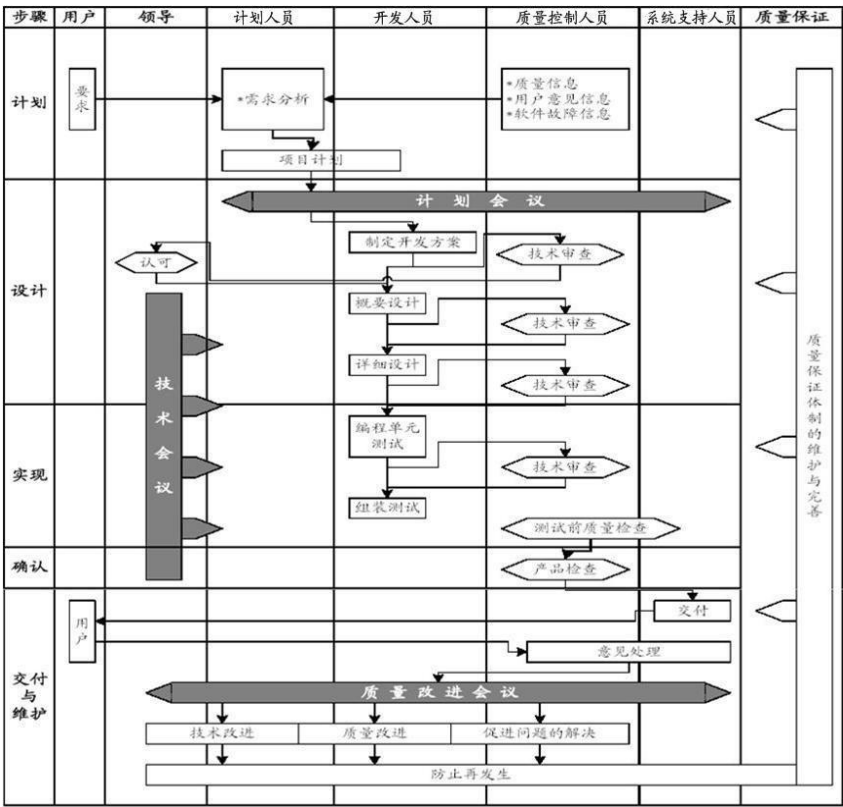 步骤 用户 领导 计划人员 开发人员 质量控制人员 系统支持人员 质量保证
计划
要求
*需求分析
*质量信息
*用户意见信息
*软件故障信息
项目计划
计划会议
设计
制定开发方案
认可
技术审查
概要设计
技术审查
详细设计
技术审查
技术会议
质量保证体制的维护与完善
实现
编程单元
测试
技术审查
组装测试
测试前质量检查
确认
产品检查
交付
与
维护
用户
交付
意见处理
质量改进会议
技术改进
质量改进
促进问题的解决
防止再发生